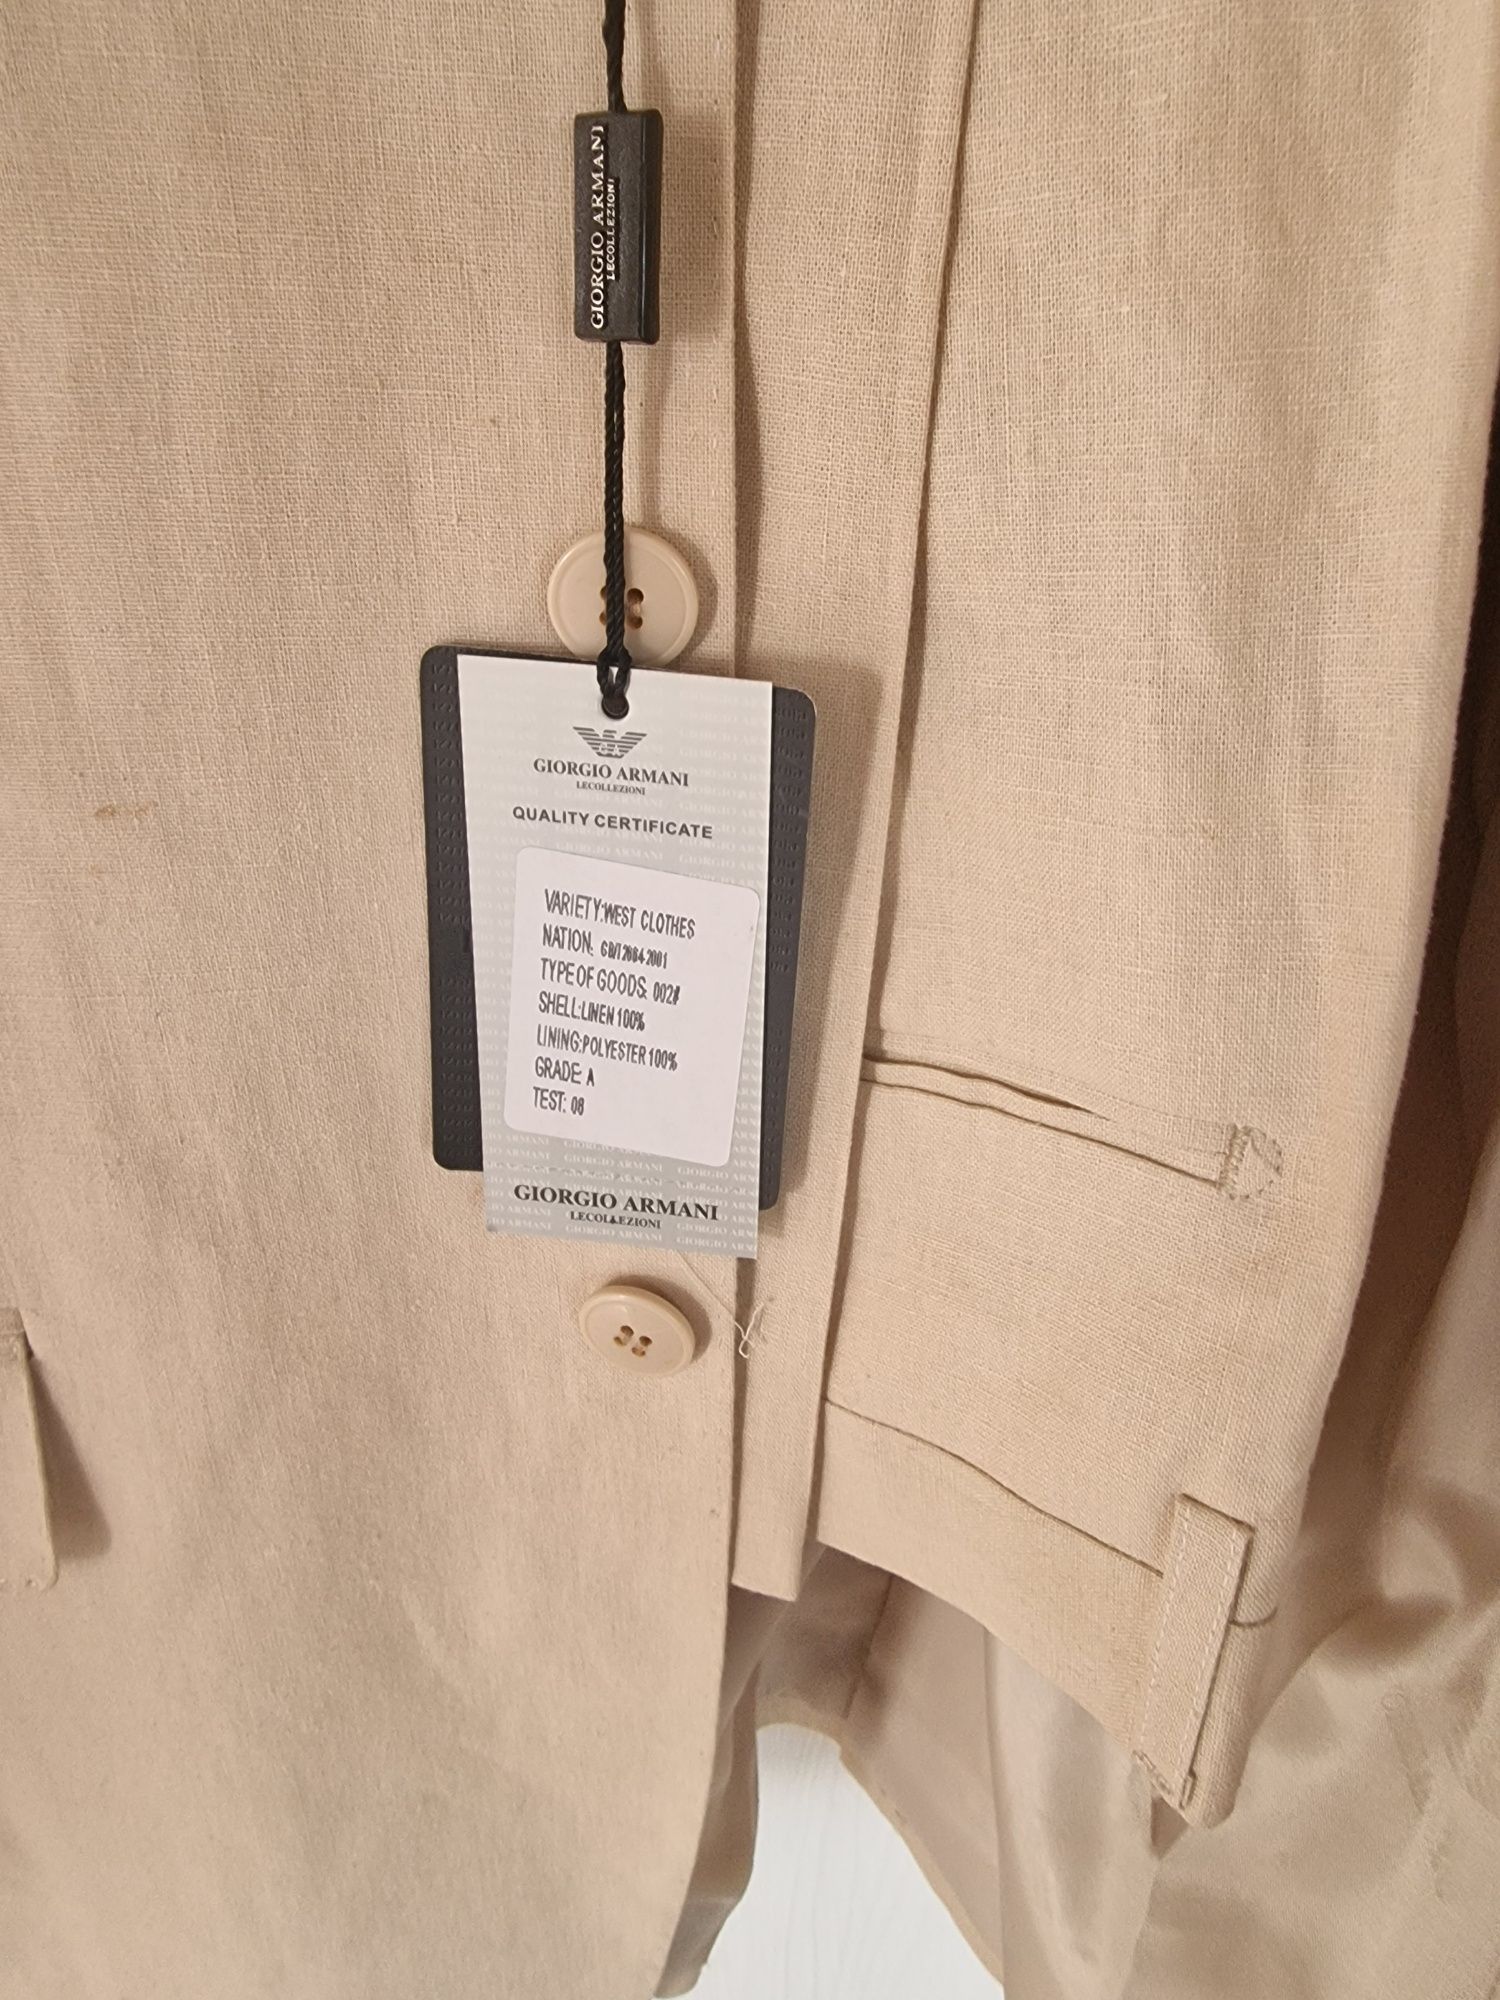 GIORGIO ARMANI
LECOLLEZIONI
GIORGIO ARMANI
LECOLLEZIONI
QUALITY CERTIFICATE
VARIETY:WEST CLOTHES
NATION: GB/T2664-2001
TYPE OF GOODS: 002#
SHELL:LINEN 100%
LINING:POLYESTER 100%
GRADE: A
TEST: 08
GIORGIO ARMANI
LECOLLEZIONI